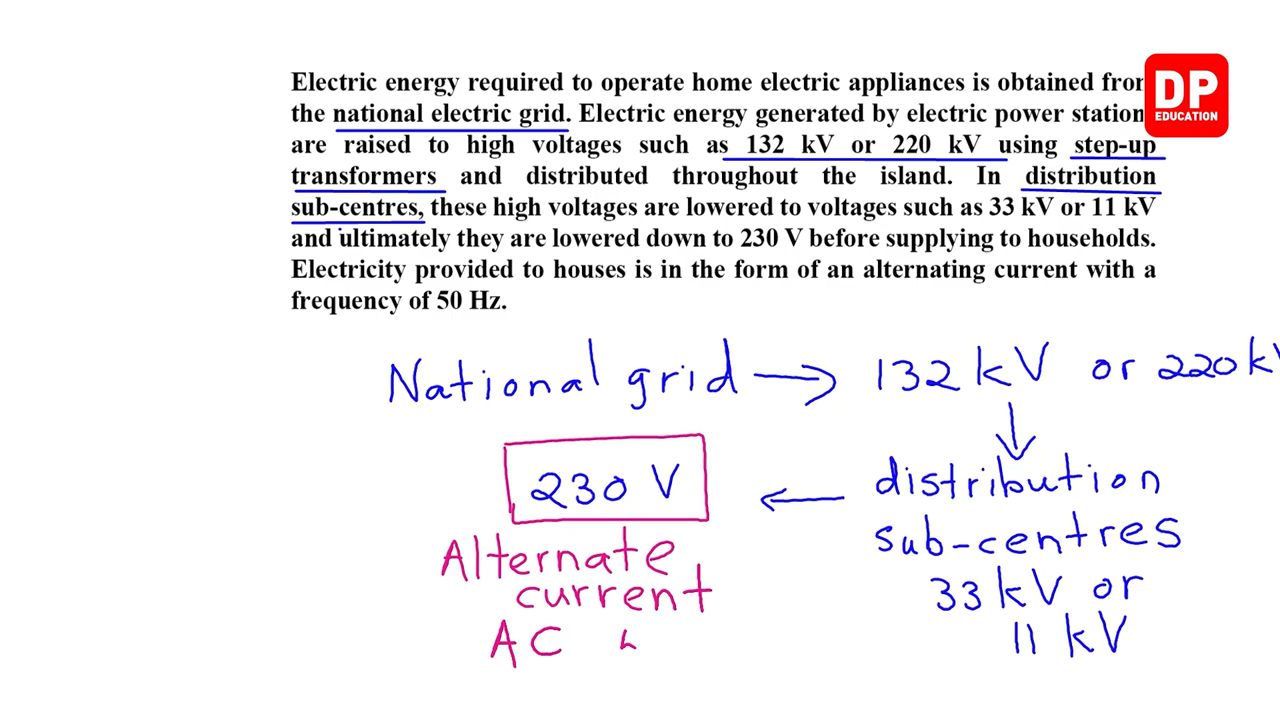 DP
EDUCATION
Electric energy required to operate home electric appliances is obtained from
the national electric grid. Electric energy generated by electric power station
are raised to high voltages such as 132 kV or 220 kV using step-up
transformers and distributed throughout the island. In distribution
sub-centres, these high voltages are lowered to voltages such as 33 kV or 11 kV
and ultimately they are lowered down to 230 V before supplying to households.
Electricity provided to houses is in the form of an alternating current with a
frequency of 50 Hz.
National grid → 132 kV or 220 kV
↓
230 V ← distribution
sub-centres
33 kV or
11 kV
Alternate
current
AC